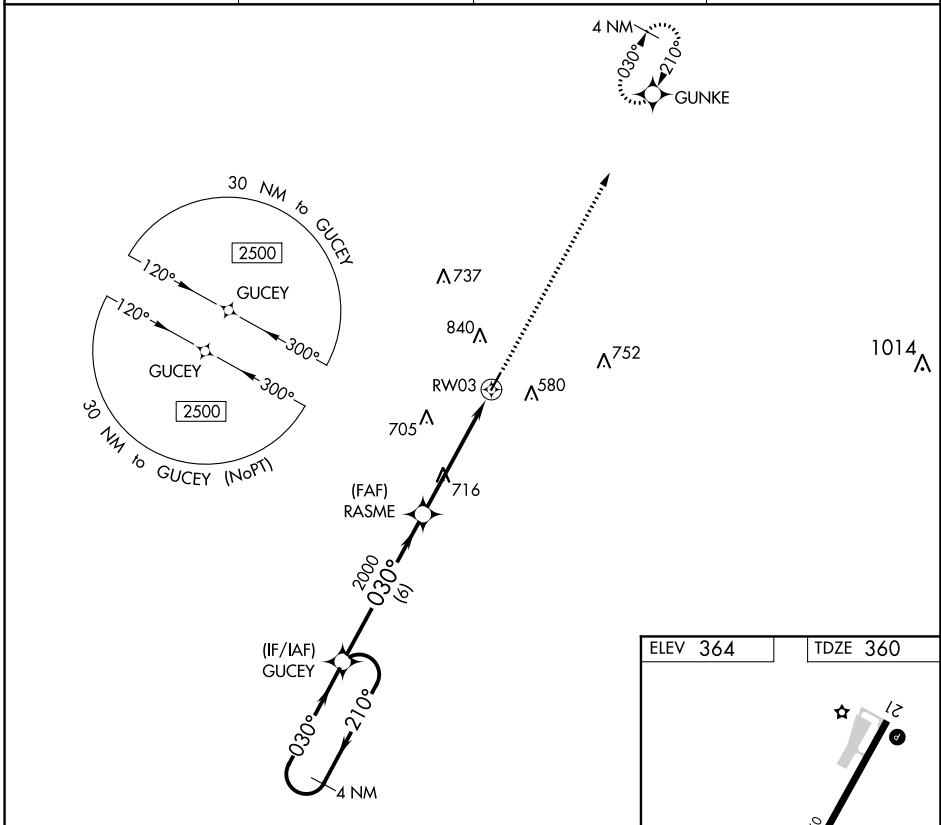 4 NM
030°
210°
GUNKE
30 NM to GUCEY
2500
120°
GUCEY
300°
120°
GUCEY
300°
2500
30 NM to GUCEY (NoPT)
737
840
752
1014
RW03
580
705
716
(FAF)
RASME
2000
030°
(6)
(IF/IAF)
GUCEY
030°
210°
4 NM
ELEV 364
TDZE 360
21
P